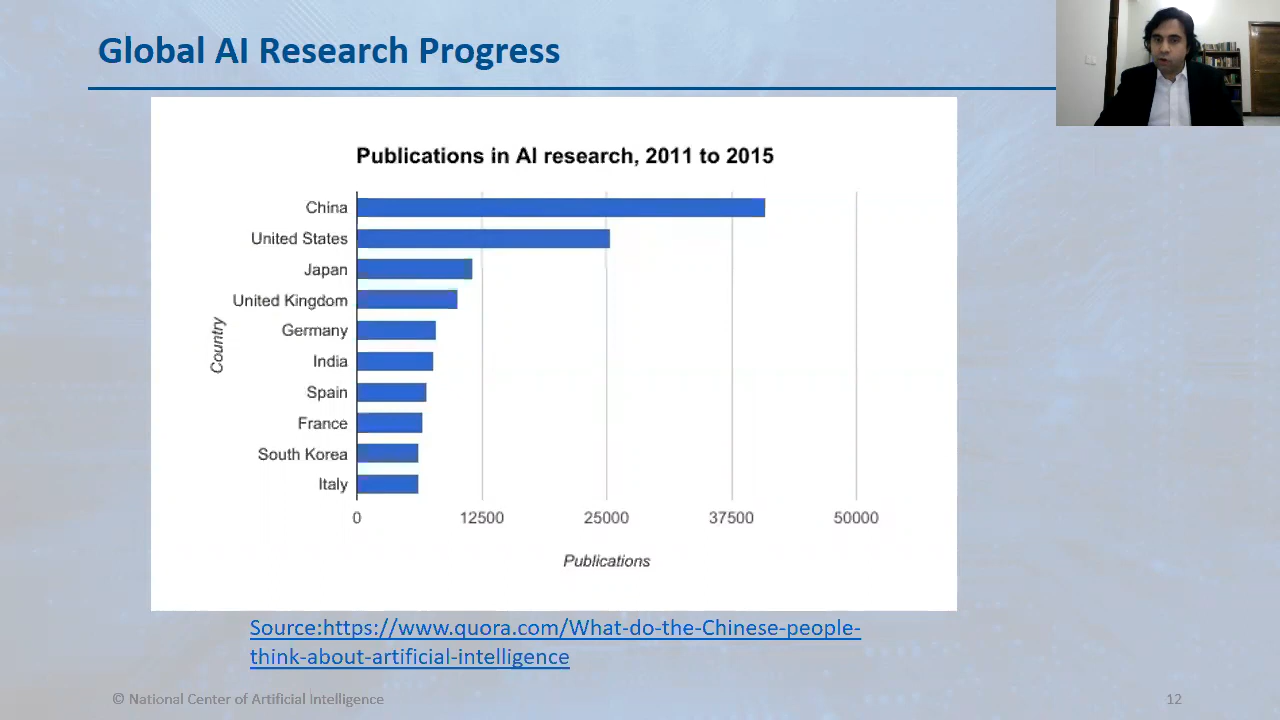 Global AI Research Progress
Publications in AI research, 2011 to 2015
China
United States
Japan
United Kingdom
Germany
India
Spain
France
South Korea
Italy
Country
0 12500 25000 37500 50000
Publications
Source:https://www.quora.com/What-do-the-Chinese-people-
think-about-artificial-intelligence
© National Center of Artificial Intelligence 12